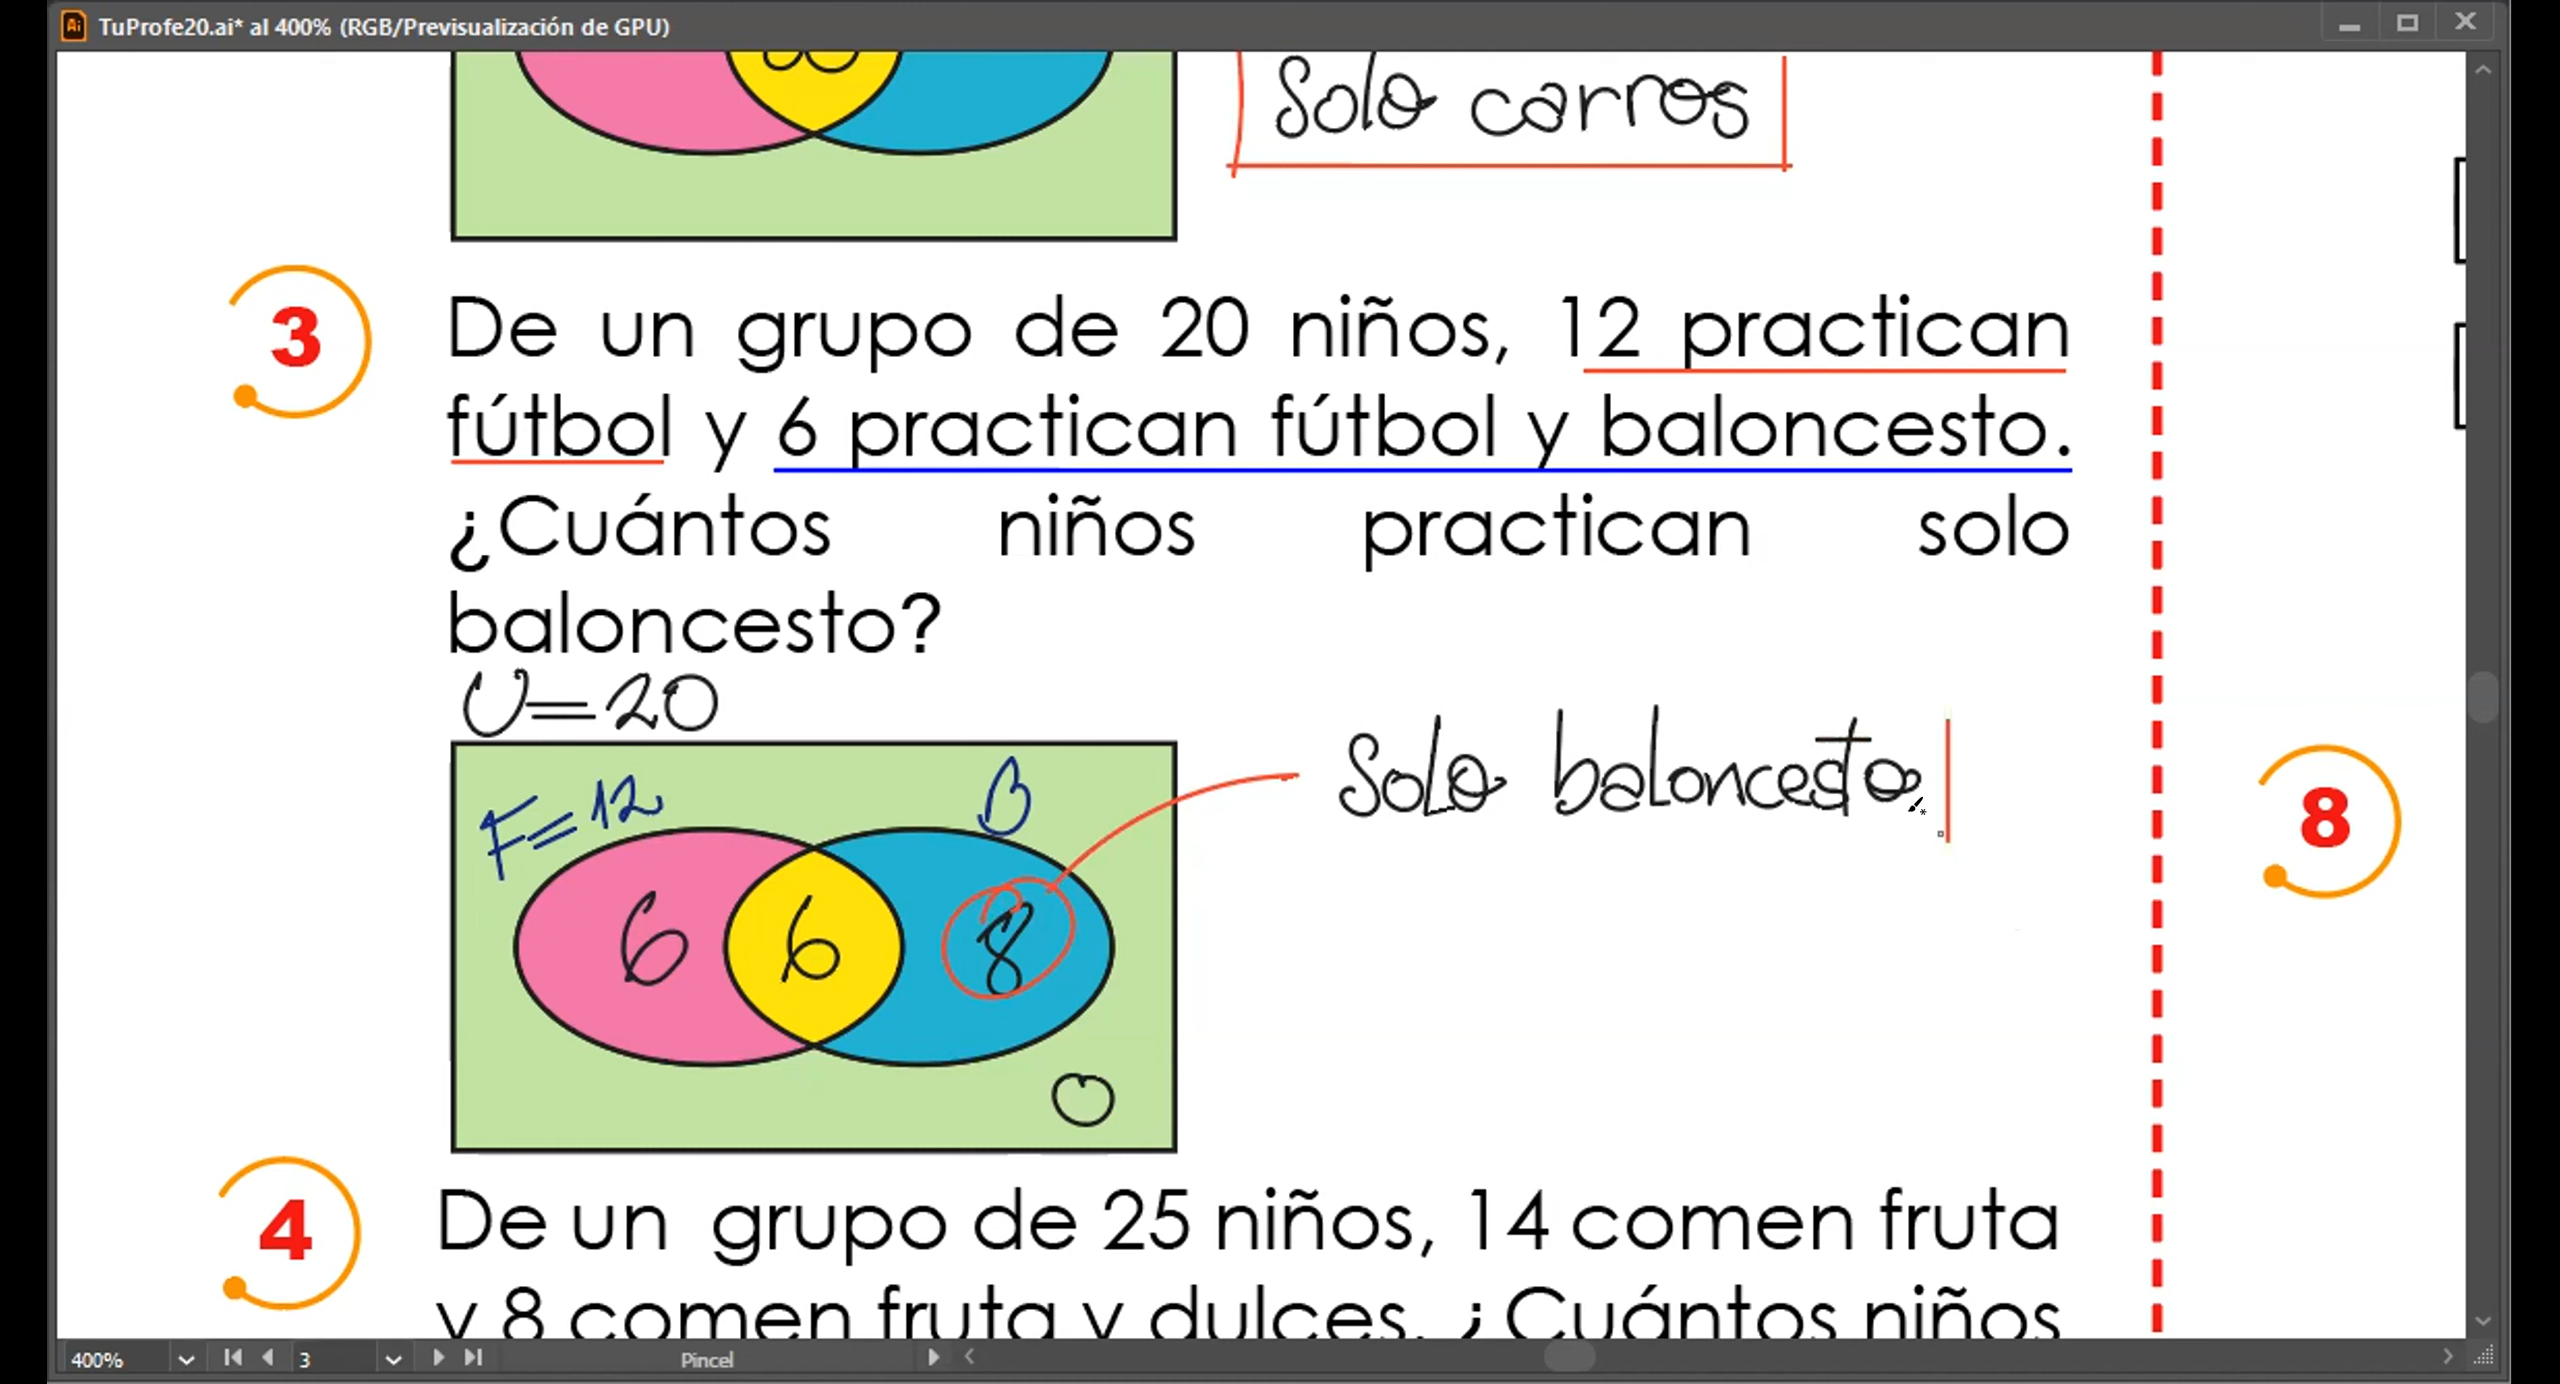 TuProfe20.ai* al 400% (RGB/Previsualización de GPU)
Solo carros
3
De un grupo de 20 niños, 12 practican
fútbol y 6 practican fútbol y baloncesto.
¿Cuántos niños practican solo
baloncesto?
U=20
F=12
B
Solo baloncesto
6 6 8
0
8
4
De un grupo de 25 niños, 14 comen fruta
y 8 comen fruta y dulces. ¿Cuántos niños
400% 3 Pincel